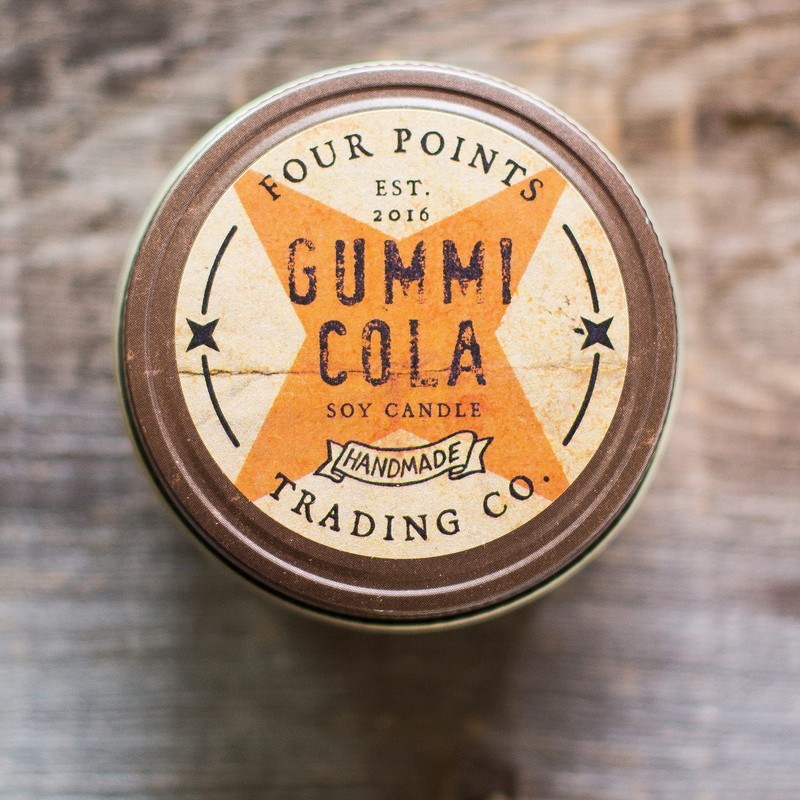 FOUR POINTS
EST.
2016
GUMMI
COLA
SOY CANDLE
HANDMADE
TRADING CO.